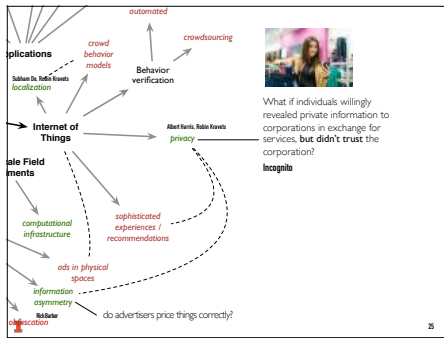 automated
crowdsourcing
crowd
behavior
models
plications
Behavior
verification
Subham De, Robin Kravets
localization
Internet of
Things
Albert Harris, Robin Kravets
privacy
ale Field
ments
What if individuals willingly
revealed private information to
corporations in exchange for
services, but didn't trust the
corporation?
Incognito
computational
infrastructure
sophisticated
experiences /
recommendations
ads in physical
spaces
information
asymmetry
Rick Barber
do advertisers price things correctly?
obfuscation
25